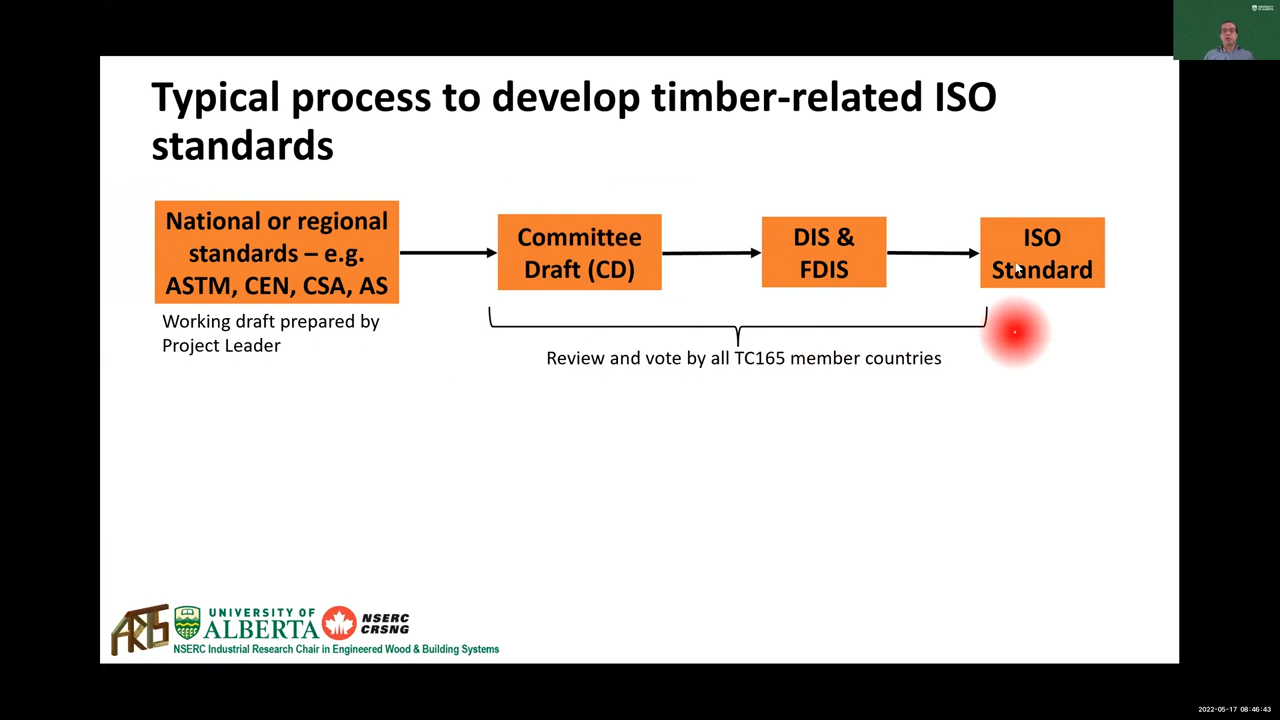 Typical process to develop timber-related ISO
standards
National or regional
standards – e.g.
ASTM, CEN, CSA, AS
Committee
Draft (CD)
DIS &
FDIS
ISO
Standard
Working draft prepared by
Project Leader
Review and vote by all TC165 member countries
UNIVERSITY OF
ALBERTA
NSERC
CRSNG
NSERC Industrial Research Chair in Engineered Wood & Building Systems
2022-05-17 08:46:43